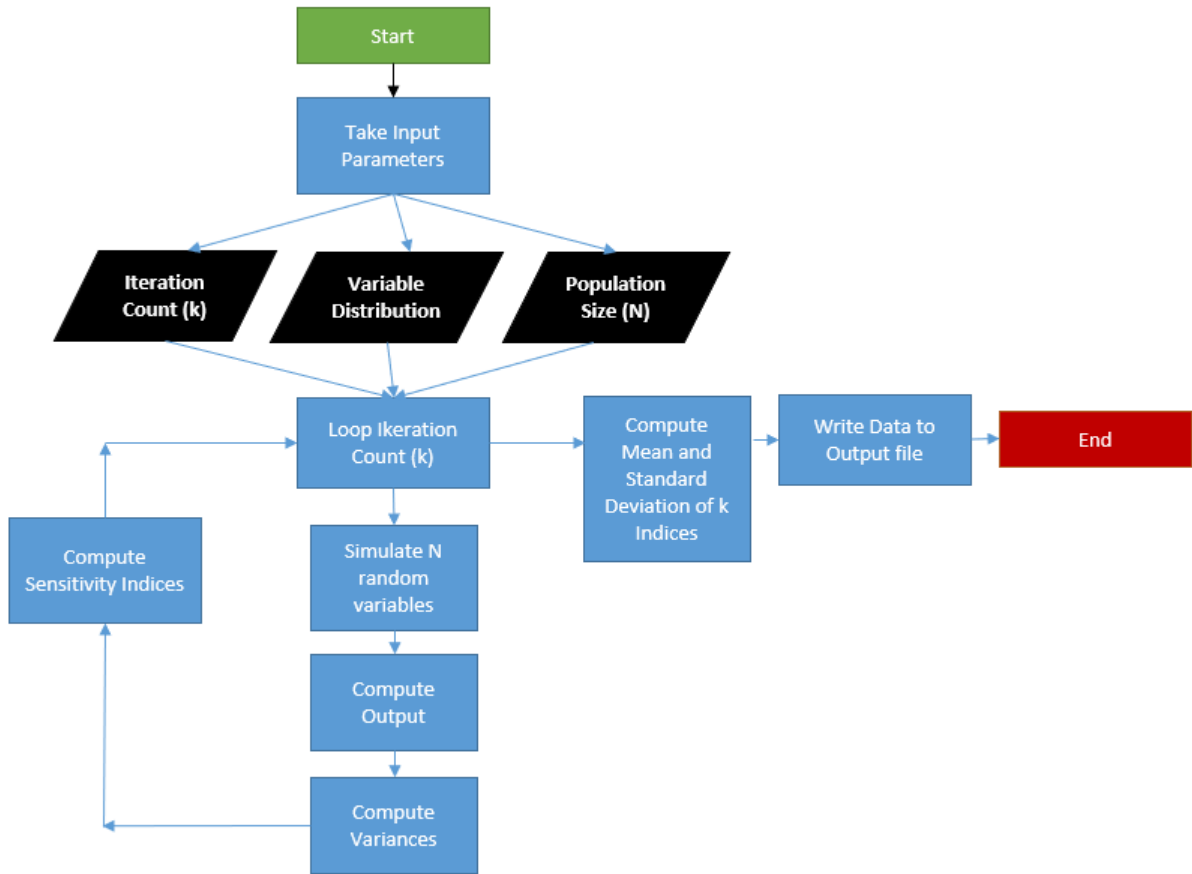 Start
Take Input
Parameters
Iteration
Count (k)
Variable
Distribution
Population
Size (N)
Loop Ikeration
Count (k)
Compute
Mean and
Standard
Deviation of k
Indices
Write Data to
Output file
End
Compute
Sensitivity Indices
Simulate N
random
variables
Compute
Output
Compute
Variances